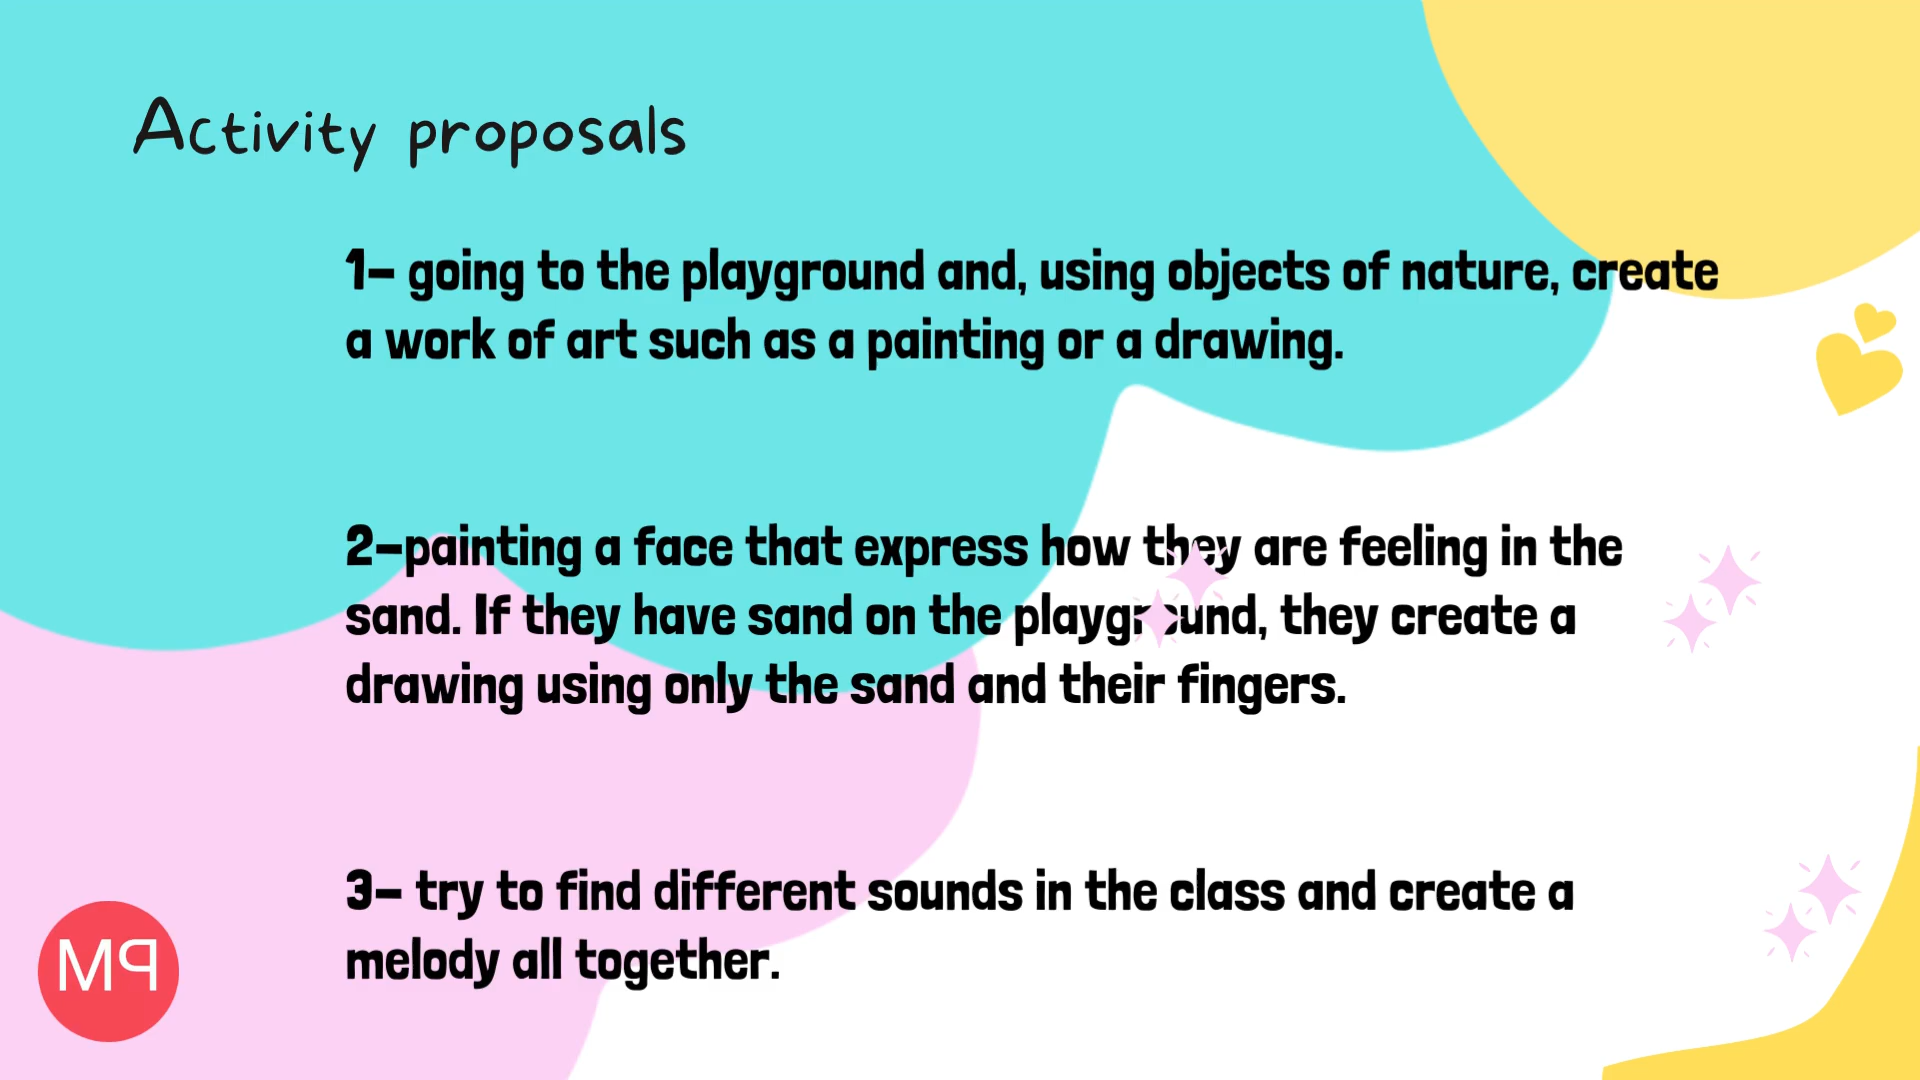 Activity proposals
1- going to the playground and, using objects of nature, create
a work of art such as a painting or a drawing.
2-painting a face that express how they are feeling in the
sand. If they have sand on the playground, they create a
drawing using only the sand and their fingers.
3- try to find different sounds in the class and create a
melody all together.
MP